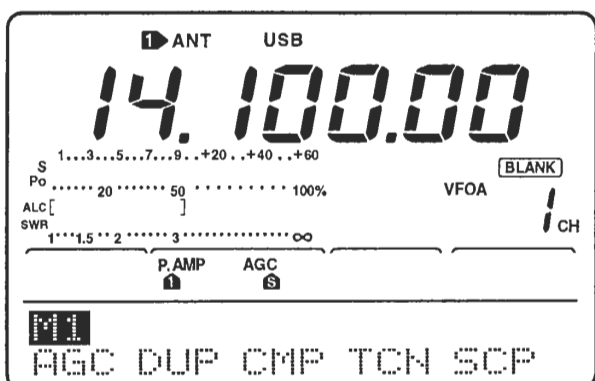 1 ANT USB
14.100.00
S 1...3...5...7...9..+20..+40..+60
BLANK
Po ...... 20 ...... 50 .......... 100%
VFOA
ALC [ ]
1 CH
SWR 1....1.5..2 ...... 3 ............... ∞
P.AMP AGC
1 S
M1
AGC DUP CMP TCN SCP